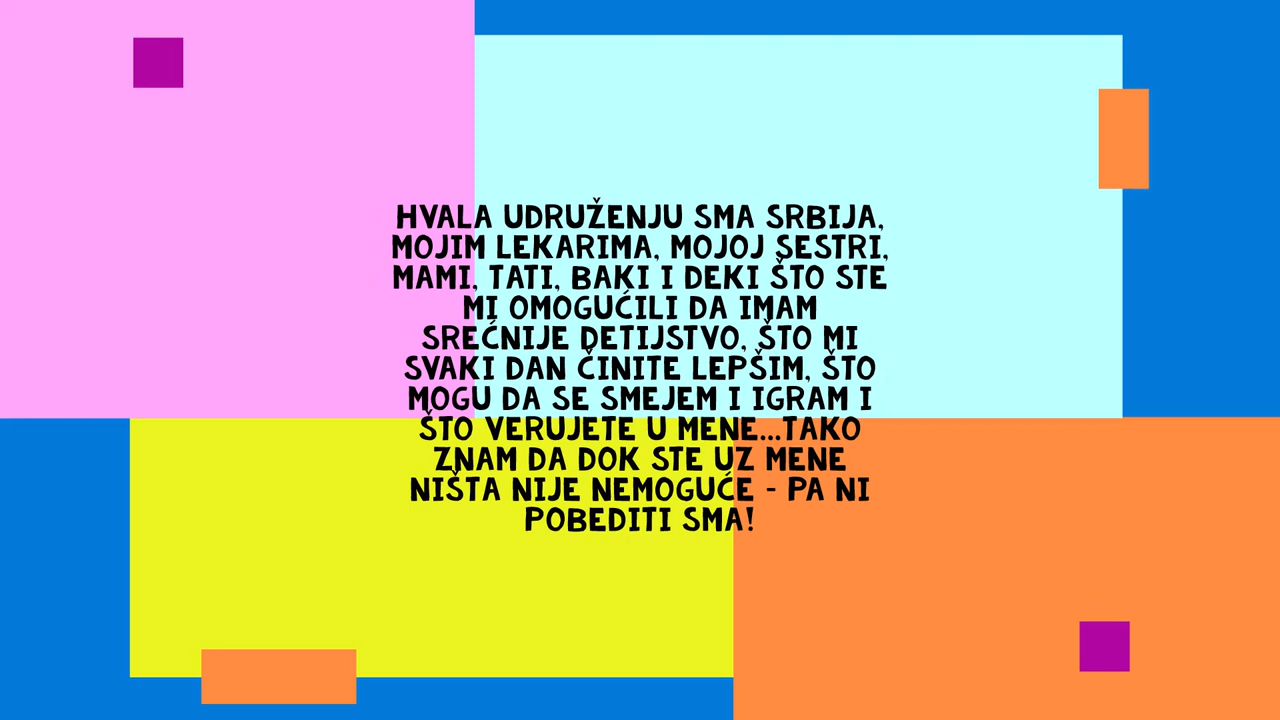 HVALA UDRUŽENJU SMA SRBIJA,
MOJIM LEKARIMA, MOJOJ SESTRI,
MAMI, TATI, BAKI I DEKI ŠTO STE
MI OMOGUĆILI DA IMAM
SREĆNIJE DETIJSTVO, ŠTO MI
SVAKI DAN ČINITE LEPŠIM, ŠTO
MOGU DA SE SMEJEM I IGRAM I
ŠTO VERUJETE U MENE...TAKO
ZNAM DA DOK STE UZ MENE
NIŠTA NIJE NEMOGUĆE - PA NI
POBEDITI SMA!